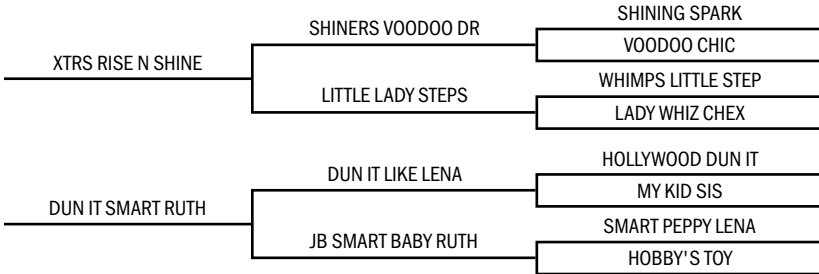 SHINING SPARK
SHINERS VOODOO DR
VOODOO CHIC
XTRS RISE N SHINE
WHIMPS LITTLE STEP
LITTLE LADY STEPS
LADY WHIZ CHEX
HOLLYWOOD DUN IT
DUN IT LIKE LENA
MY KID SIS
DUN IT SMART RUTH
SMART PEPPY LENA
JB SMART BABY RUTH
HOBBY'S TOY